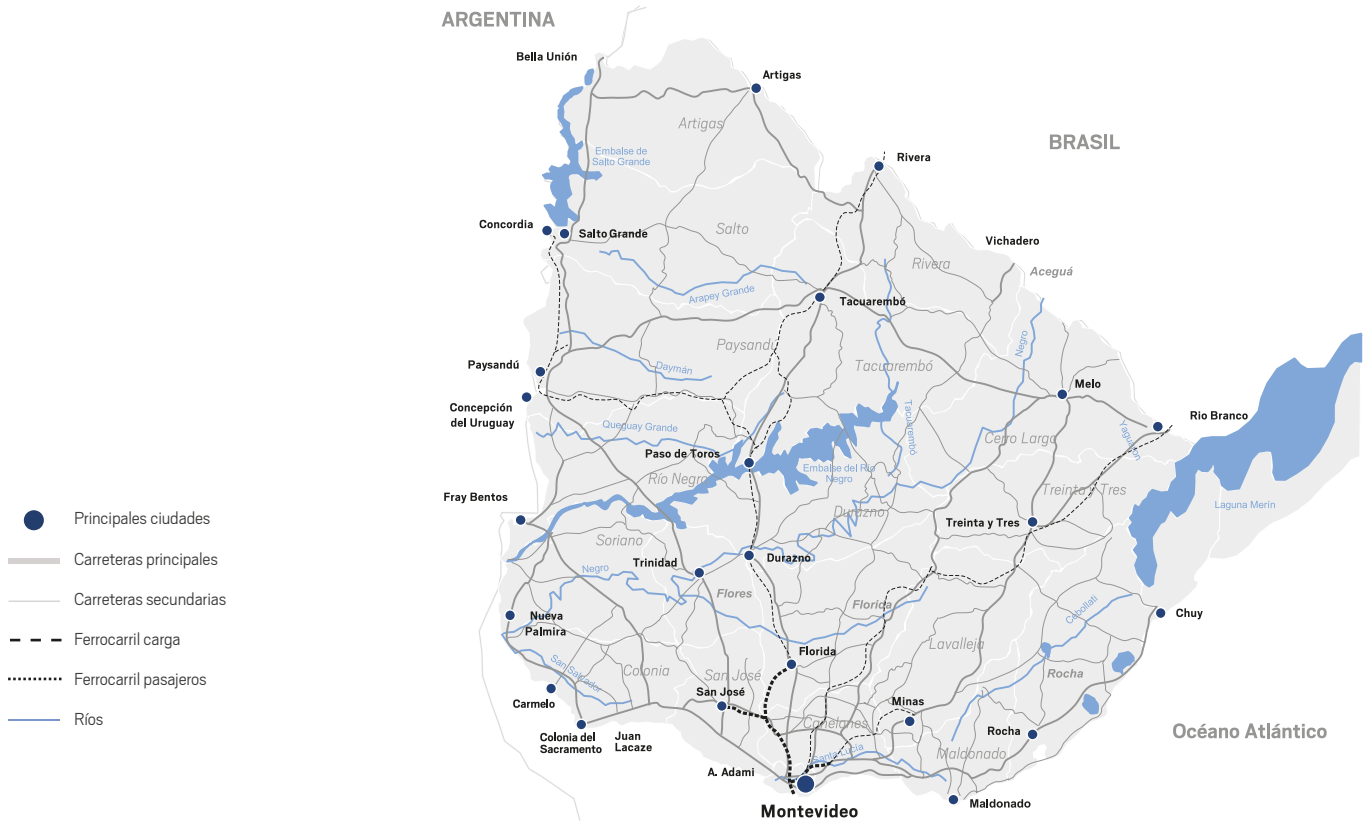 ARGENTINA
Bella Unión
Artigas
Artigas
BRASIL
Embalse de
Salto Grande
Rivera
Concordia
Salto Grande
Salto
Vichadero
Rivera
Aceguá
Arapey Grande
Tacuarembó
Negro
Paysandú
Paysandú
Daymán
Tacuarembó
Melo
Concepción
del Uruguay
Rio Branco
Queguay Grande
Tacuarembó
Cerro Largo
Yaguaron
Paso de Toros
Embalse del Río
Negro
Río Negro
Treinta y Tres
Fray Bentos
Laguna Merín
Durazno
Treinta y Tres
Soriano
Principales ciudades
Carreteras principales
Carreteras secundarias
Ferrocarril carga
Ferrocarril pasajeros
Ríos
Negro
Trinidad
Durazno
Flores
Florida
Nueva
Palmira
Cebollatí
Chuy
Florida
Lavalleja
San Salvador
Colonia
San José
Rocha
San José
Carmelo
Minas
Canelones
Rocha
Océano Atlántico
Colonia del
Sacramento
Juan
Lacaze
Santa Lucía
Maldonado
A. Adami
Montevideo
Maldonado